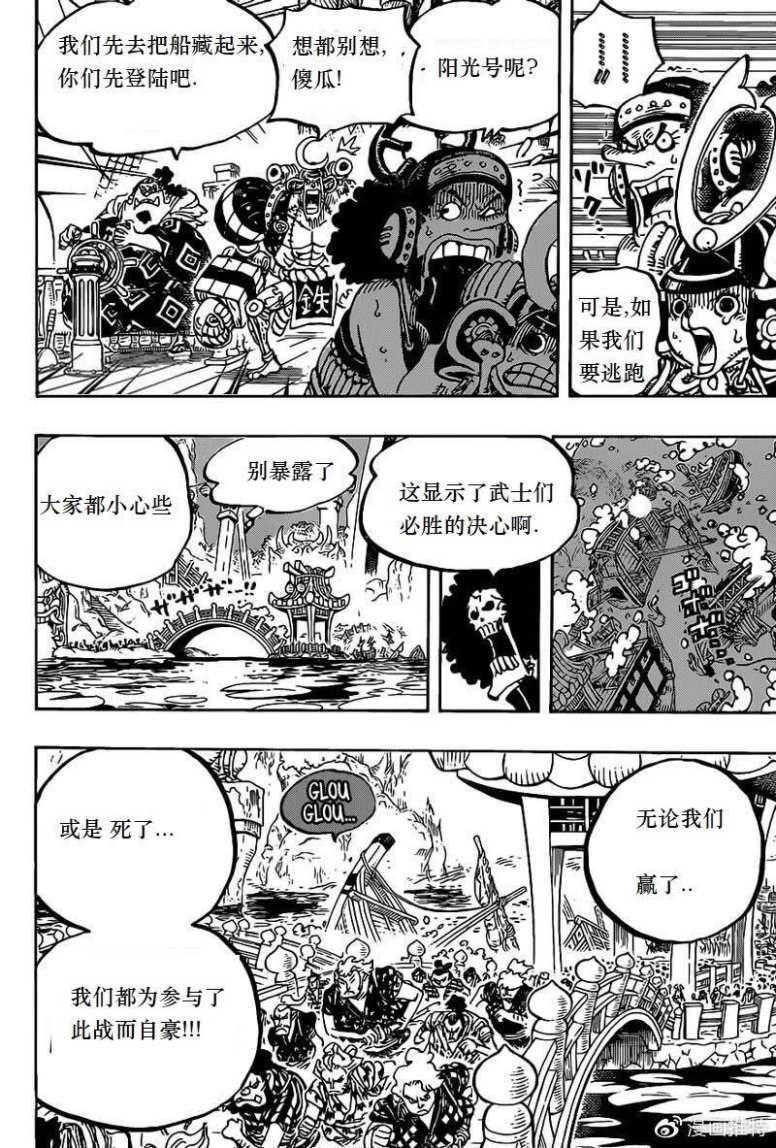 可是,如
果我们
要逃跑
阳光号呢?
想都别想,
傻瓜!
我们先去把船藏起来,
你们先登陆吧.
鉄
这显示了武士们
必胜的决心啊.
别暴露了
大家都小心些
无论我们
赢了..
GLOU
GLOU...
或是 死了...
我们都为参与了
此战而自豪!!!